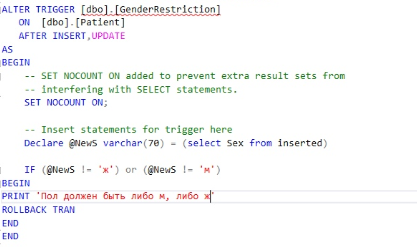 ALTER TRIGGER [dbo].[GenderRestriction]
ON [dbo].[Patient]
AFTER INSERT,UPDATE
AS
BEGIN
-- SET NOCOUNT ON added to prevent extra result sets from
-- interfering with SELECT statements.
SET NOCOUNT ON;
-- Insert statements for trigger here
Declare @NewS varchar(70) = (select Sex from inserted)
IF (@NewS != 'ж') or (@NewS != 'м')
BEGIN
PRINT 'Пол должен быть либо м, либо ж'
ROLLBACK TRAN
END
END